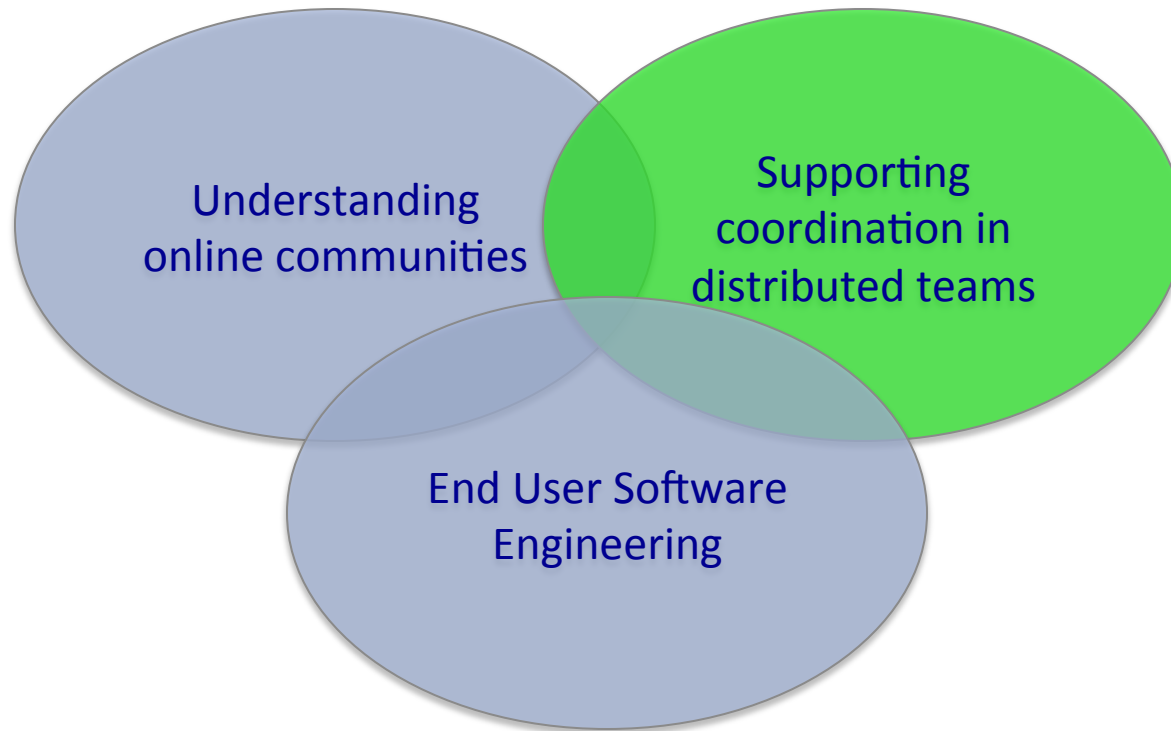 Understanding
online communities
Supporting
coordination in
distributed teams
End User Software
Engineering